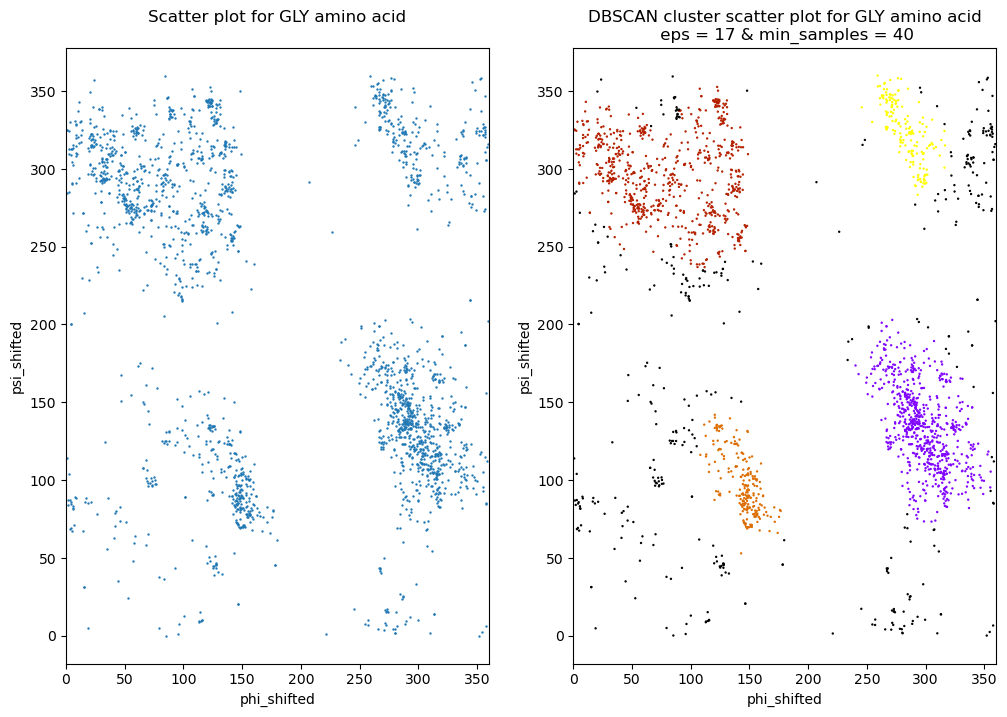 Scatter plot for GLY amino acid
350
300
250
200
150
100
50
0
psi_shifted
0 50 100 150 200 250 300 350
phi_shifted
DBSCAN cluster scatter plot for GLY amino acid
eps = 17 & min_samples = 40
350
300
250
200
150
100
50
0
psi_shifted
0 50 100 150 200 250 300 350
phi_shifted